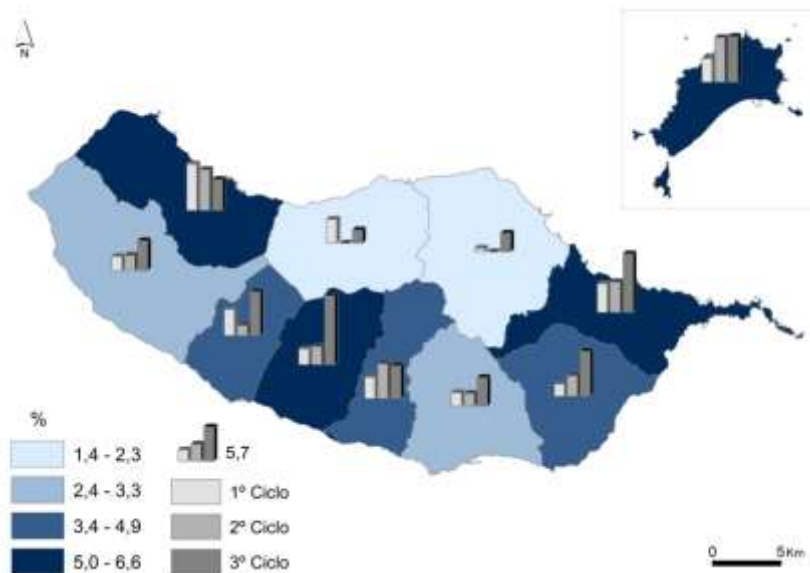 N
%
1,4 - 2,3
2,4 - 3,3
3,4 - 4,9
5,0 - 6,6
5,7
1º Ciclo
2º Ciclo
3º Ciclo
0 5Km